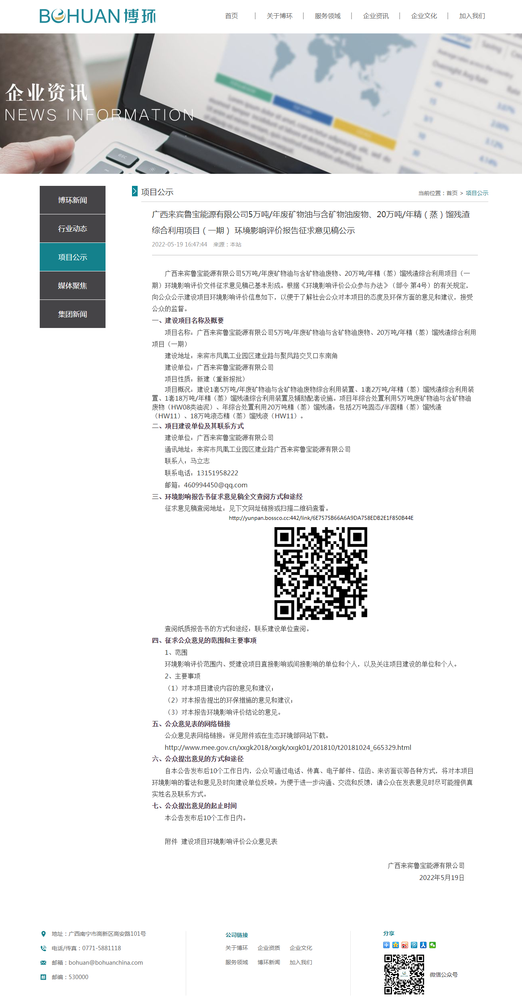 BOHUAN 博环
首页 | 关于博环 | 服务领域 | 企业资讯 | 企业文化 | 加入我们
企业资讯
NEWS INFORMATION
博环新闻
行业动态
项目公示
媒体聚焦
集团新闻
项目公示
当前位置：首页 > 项目公示
广西来宾鲁宝能源有限公司5万吨/年废矿物油与含矿物油废物、20万吨/年精（蒸）馏残渣
综合利用项目（一期） 环境影响评价报告征求意见稿公示
2022-05-19 16:47:44 来源：本站
广西来宾鲁宝能源有限公司5万吨/年废矿物油与含矿物油废物、20万吨/年精（蒸）馏残渣综合利用项目（一
期）环境影响评价文件征求意见稿已基本形成。根据《环境影响评价公众参与办法》（部令 第4号）的有关规定，
向公众公示建设项目环境影响评价信息如下，以便于了解社会公众对本项目的态度及环保方面的意见和建议，接受
公众的监督。
一、建设项目名称及概要
项目名称：广西来宾鲁宝能源有限公司5万吨/年废矿物油与含矿物油废物、20万吨/年精（蒸）馏残渣综合利用
项目（一期）
建设地址：来宾市凤凰工业园区建业路与聚凤路交叉口东南角
建设单位：广西来宾鲁宝能源有限公司
项目性质：新建（重新报批）
项目概况：建设1套5万吨/年废矿物油与含矿物油废物综合利用装置、1套2万吨/年精（蒸）馏残渣综合利用装
置、1套18万吨/年精（蒸）馏残渣综合利用装置及辅助配套设施。项目年综合处置利用5万吨废矿物油与含矿物油
废物（HW08类油泥）、年综合处置利用20万吨精（蒸）馏残渣：包括2万吨固态/半固精（蒸）馏残渣
（HW11）、18万吨液态精（蒸）馏残液（HW11）。
二、项目建设单位及其联系方式
建设单位：广西来宾鲁宝能源有限公司
通讯地址：来宾市凤凰工业园区建业路广西来宾鲁宝能源有限公司
联系人：马立志
联系电话：13151958222
邮箱：460994450@qq.com
三、环境影响报告书征求意见稿全文查阅方式和途经
征求意见稿查阅地址：见下文网址链接或扫描二维码查看。
http://yunpan.bossco.cc:442/link/6E7575B66A6A9DA758EDB2E1F850B44E
查阅纸质报告书的方式和途经：联系建设单位查阅。
四、征求公众意见的范围和主要事项
1、范围
环境影响评价范围内、受建设项目直接影响或间接影响的单位和个人，以及关注项目建设的单位和个人。
2、主要事项
（1）对本项目建设内容的意见和建议；
（2）对本报告提出的环保措施的意见和建议；
（3）对本报告环境影响评价结论的意见。
五、公众意见表的网络链接
公众意见表网络链接：详见附件或在生态环境部网站下载。
http://www.mee.gov.cn/xxgk2018/xxgk/xxgk01/201810/t20181024_665329.html
六、公众提出意见的方式和途径
自本公告发布后10个工作日内，公众可通过电话、传真、电子邮件、信函、来访面谈等各种方式，将对本项目
环境影响的看法和意见及时向建设单位反映。为便于进一步沟通、交流和反馈，请公众在发表意见时尽可能提供真
实姓名及联系方式。
七、公众提出意见的起止时间
本公告发布后10个工作日内。
附件 建设项目环境影响评价公众意见表
广西来宾鲁宝能源有限公司
2022年5月19日
地址：广西南宁市高新区高安路101号
电话/传真：0771-5881118
邮箱：bohuan@bohuanchina.com
邮编：530000
公司链接
关于博环 企业资质 企业文化
服务领域 博环新闻 加入我们
分享
微信公众号